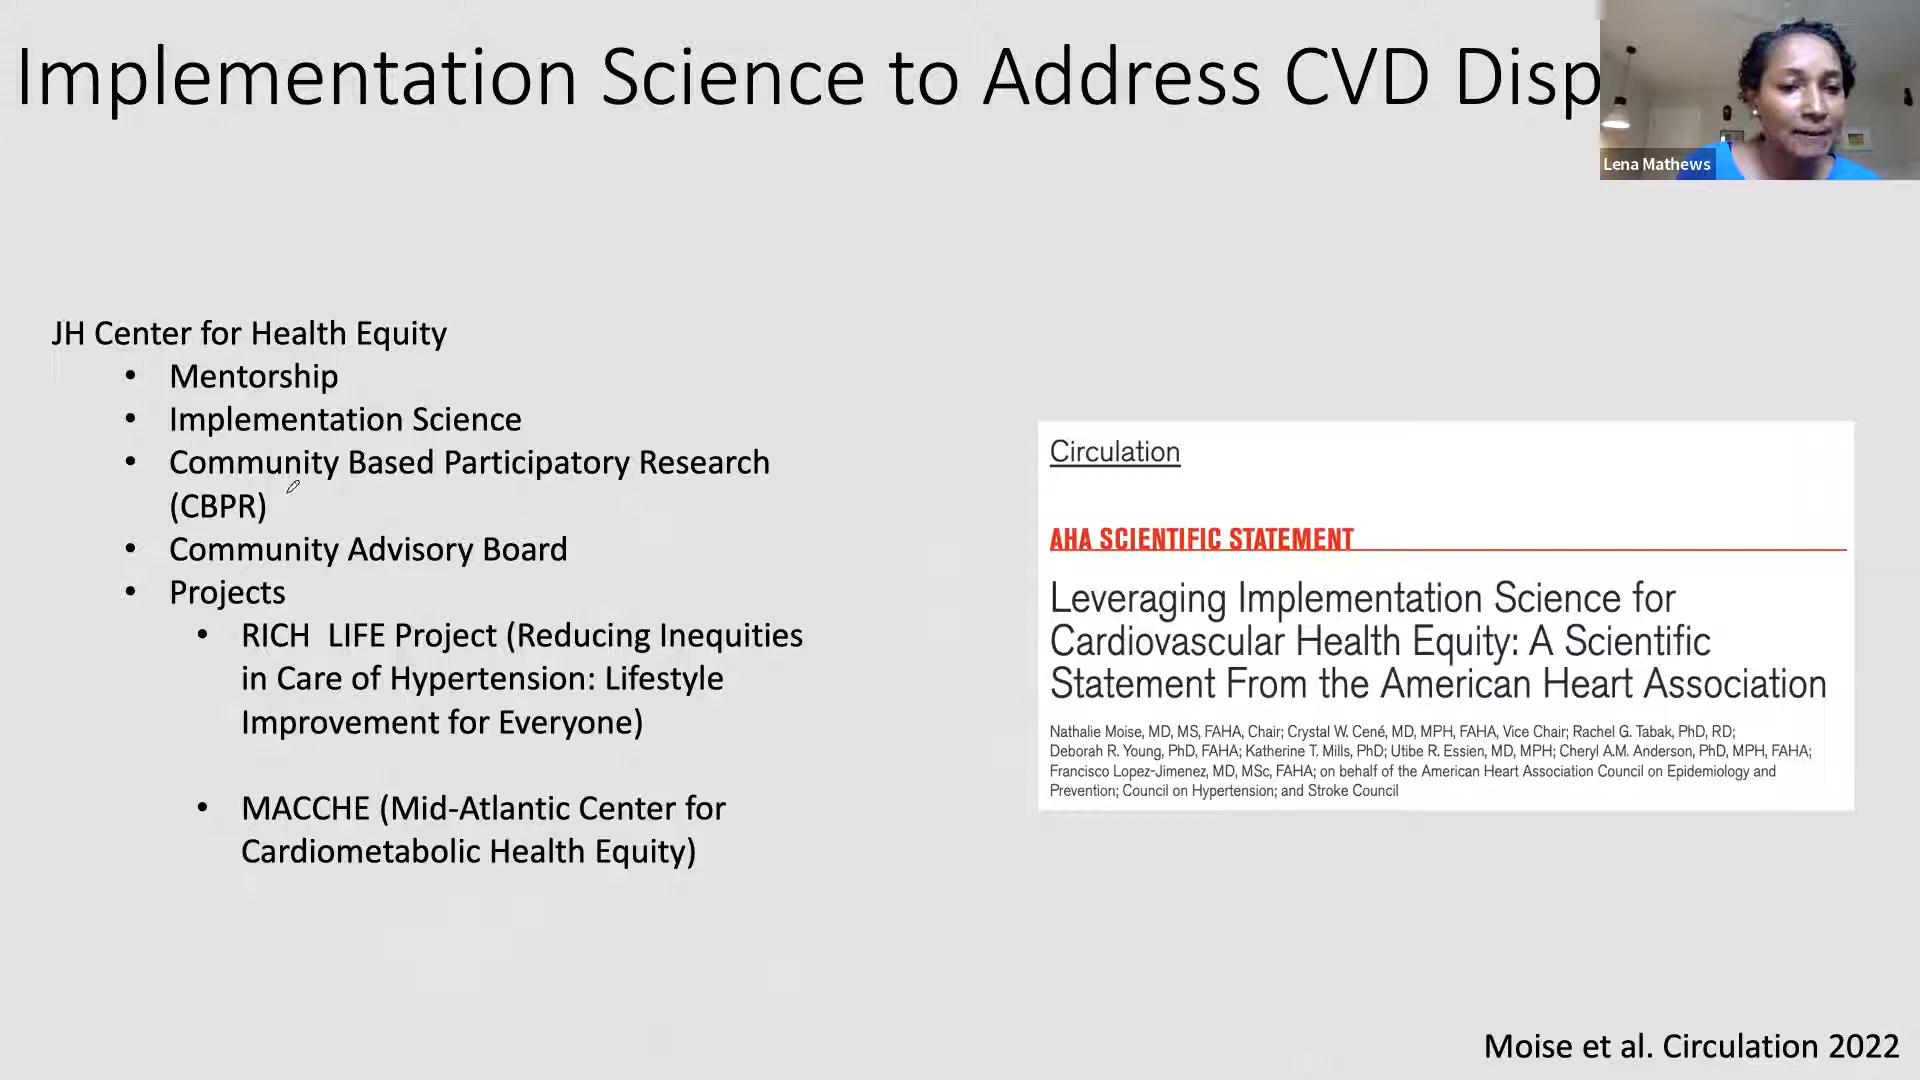 Implementation Science to Address CVD Disp
Lena Mathews
JH Center for Health Equity
• Mentorship
• Implementation Science
• Community Based Participatory Research
(CBPR)
• Community Advisory Board
• Projects
• RICH LIFE Project (Reducing Inequities
in Care of Hypertension: Lifestyle
Improvement for Everyone)
• MACCHE (Mid-Atlantic Center for
Cardiometabolic Health Equity)
Circulation
AHA SCIENTIFIC STATEMENT
Leveraging Implementation Science for
Cardiovascular Health Equity: A Scientific
Statement From the American Heart Association
Nathalie Moise, MD, MS, FAHA, Chair; Crystal W. Cené, MD, MPH, FAHA, Vice Chair; Rachel G. Tabak, PhD, RD;
Deborah R. Young, PhD, FAHA; Katherine T. Mills, PhD; Utibe R. Essien, MD, MPH; Cheryl A.M. Anderson, PhD, MPH, FAHA;
Francisco Lopez-Jimenez, MD, MSc, FAHA; on behalf of the American Heart Association Council on Epidemiology and
Prevention; Council on Hypertension; and Stroke Council
Moise et al. Circulation 2022